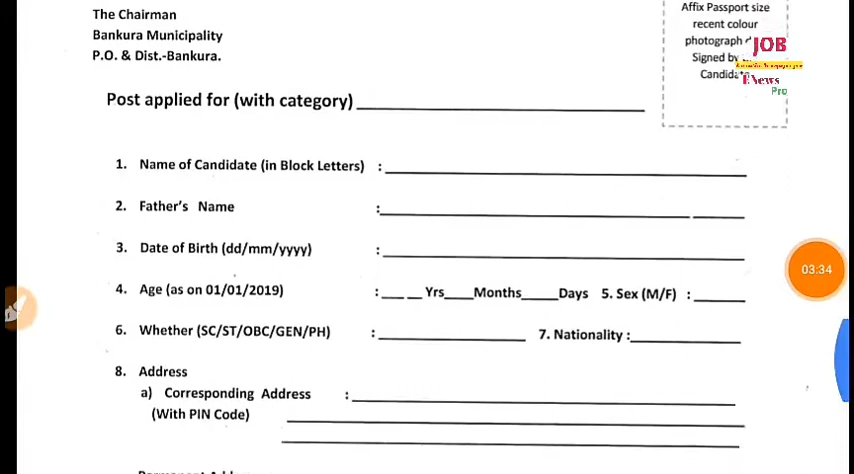 The Chairman
Bankura Municipality
P.O. & Dist.-Bankura.
Affix Passport size
recent colour
photograph
Signed by
JOB
ENews
Pro
Post applied for (with category)
1. Name of Candidate (in Block Letters) :
2. Father's Name :
3. Date of Birth (dd/mm/yyyy) :
4. Age (as on 01/01/2019) : Yrs Months Days 5. Sex (M/F) :
03:34
6. Whether (SC/ST/OBC/GEN/PH) : 7. Nationality :
8. Address
a) Corresponding Address :
(With PIN Code)